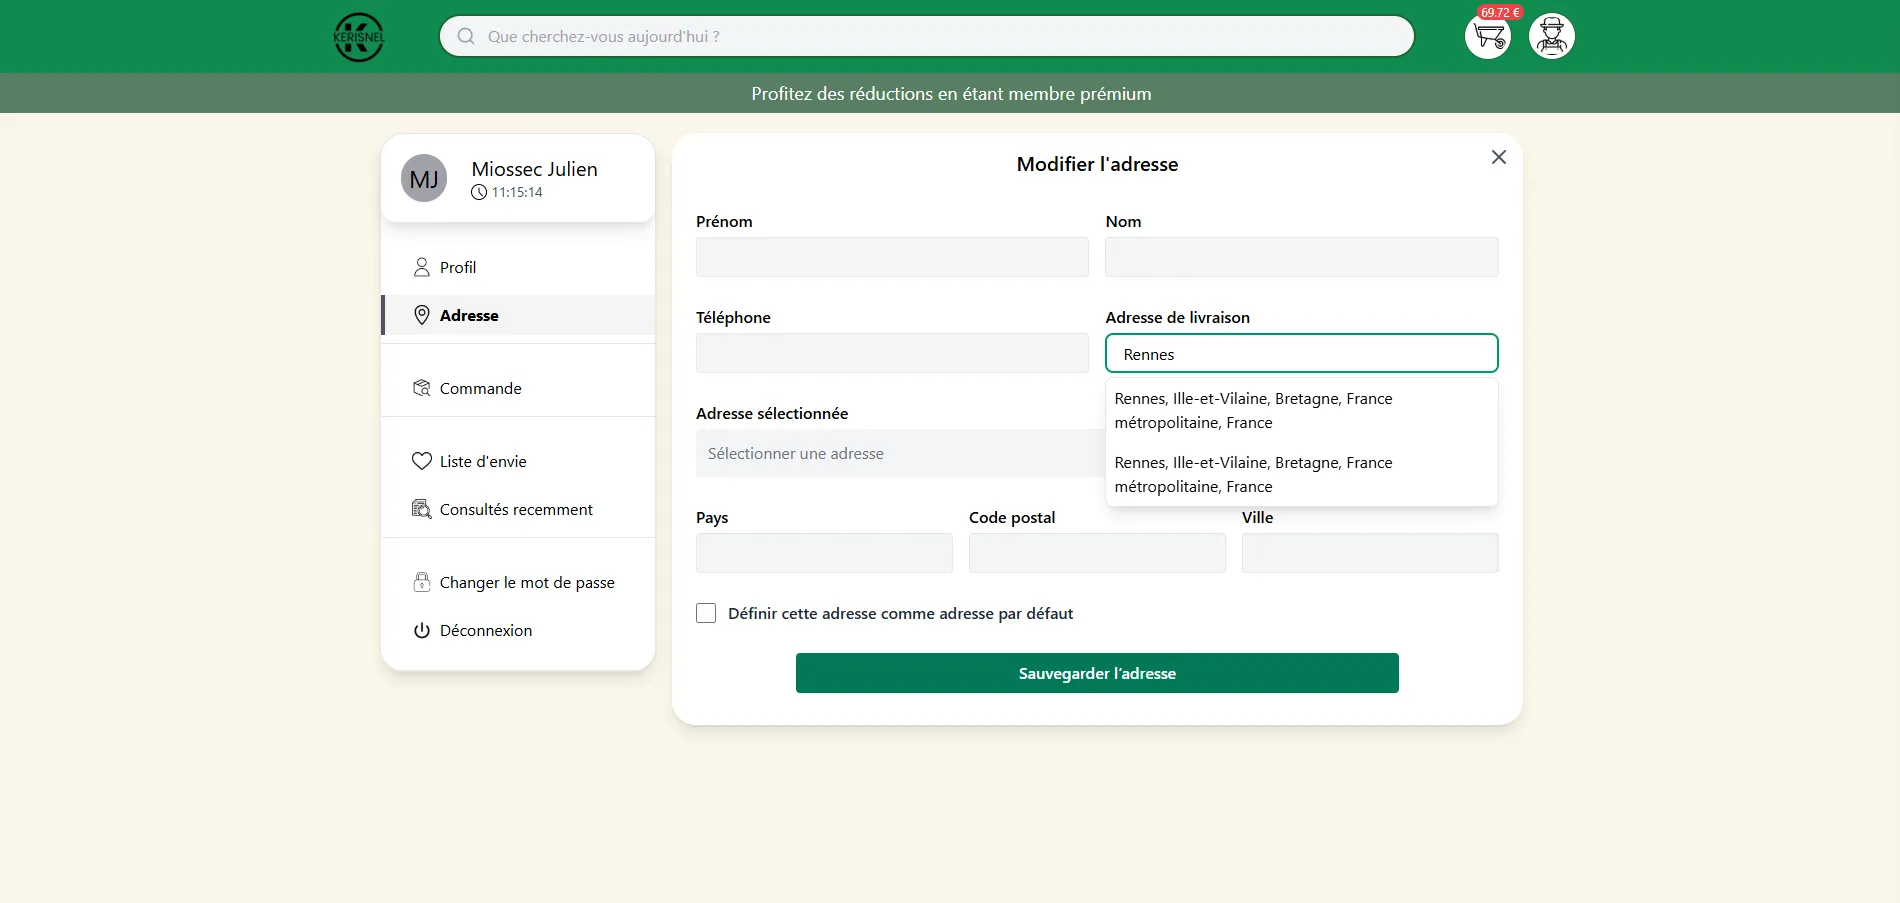 KERISNEL
Que cherchez-vous aujourd'hui ?
69.72 €
Profitez des réductions en étant membre prémium
MJ
Miossec Julien
11:15:14
Profil
Adresse
Commande
Liste d'envie
Consultés recemment
Changer le mot de passe
Déconnexion
Modifier l'adresse
Prénom
Nom
Téléphone
Adresse de livraison
Rennes
Rennes, Ille-et-Vilaine, Bretagne, France
métropolitaine, France
Rennes, Ille-et-Vilaine, Bretagne, France
métropolitaine, France
Adresse sélectionnée
Sélectionner une adresse
Pays
Code postal
Ville
Définir cette adresse comme adresse par défaut
Sauvegarder l'adresse